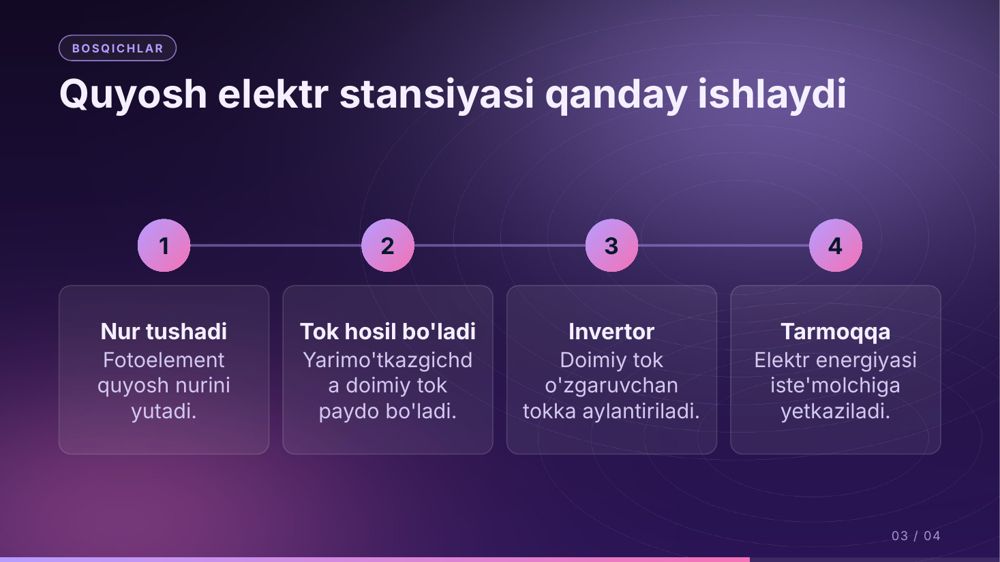 BOSQICHLAR
Quyosh elektr stansiyasi qanday ishlaydi
1
2
3
4
Nur tushadi
Fotoelement
quyosh nurini
yutadi.
Tok hosil bo'ladi
Yarimo'tkazgichd
a doimiy tok
paydo bo'ladi.
Invertor
Doimiy tok
o'zgaruvchan
tokka aylantiriladi.
Tarmoqqa
Elektr energiyasi
iste'molchiga
yetkaziladi.
03 / 04